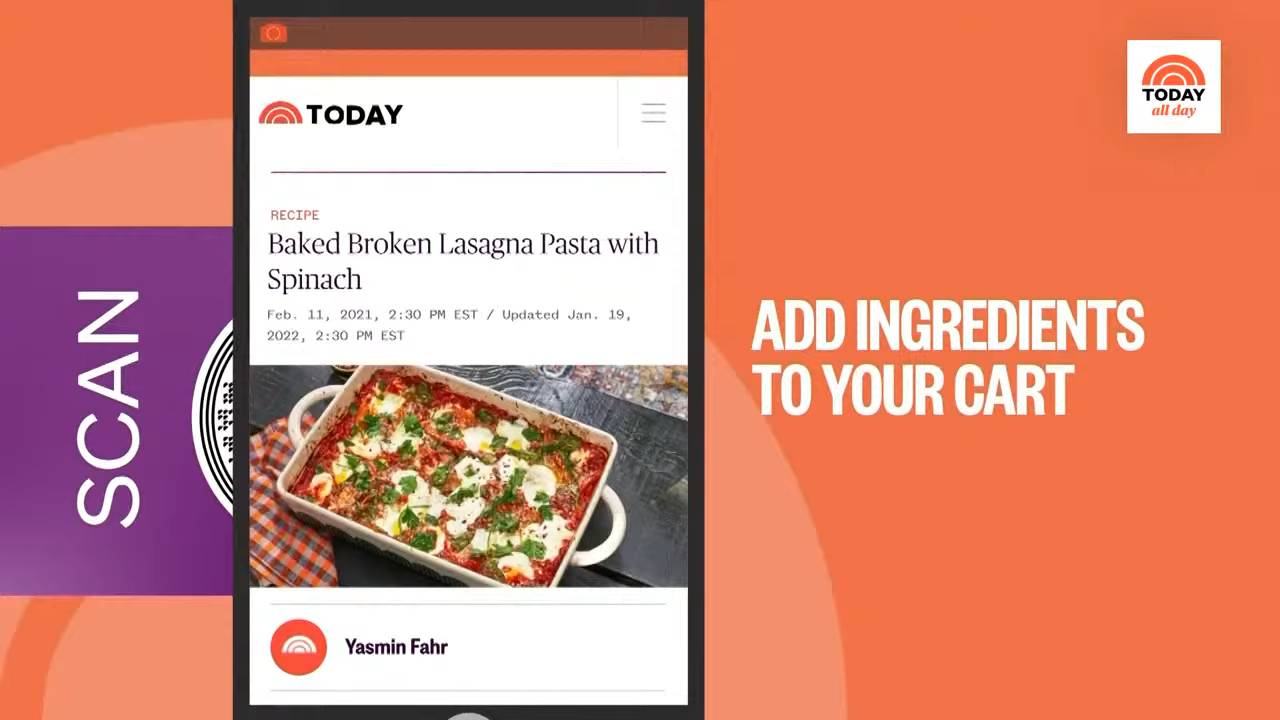 SCAN
TODAY
RECIPE
Baked Broken Lasagna Pasta with
Spinach
Feb. 11, 2021, 2:30 PM EST / Updated Jan. 19,
2022, 2:30 PM EST
Yasmin Fahr
ADD INGREDIENTS
TO YOUR CART
TODAY
all day